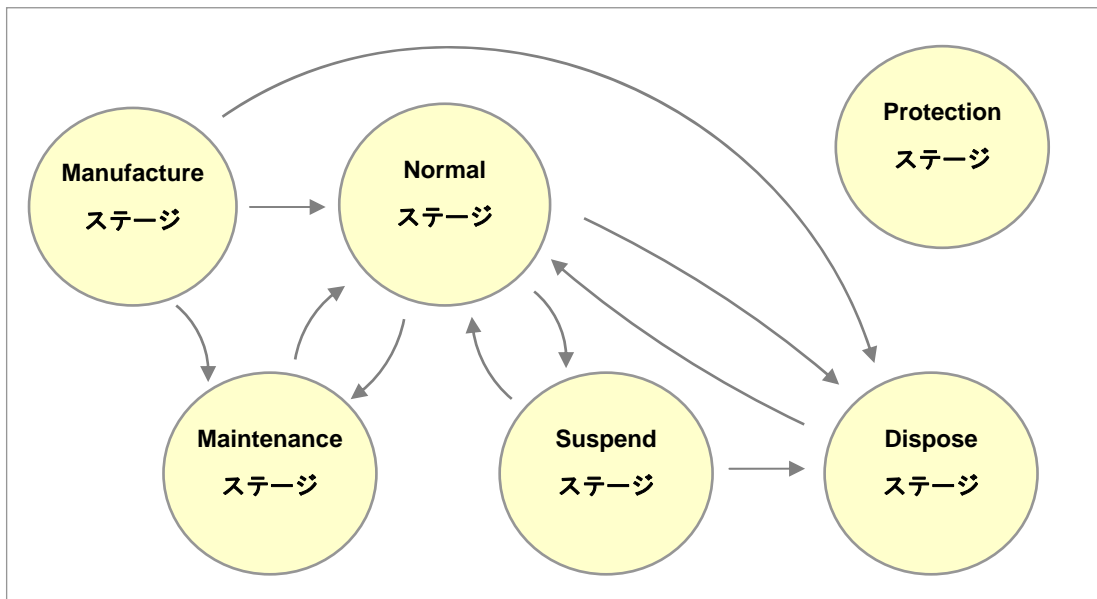 Manufacture
ステージ
Normal
ステージ
Protection
ステージ
Maintenance
ステージ
Suspend
ステージ
Dispose
ステージ